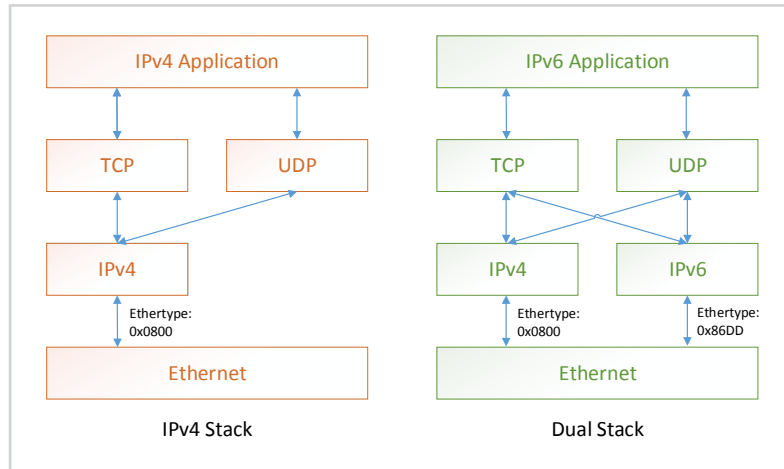 IPv4 Application
TCP
UDP
IPv4
Ethertype:
0x0800
Ethernet
IPv4 Stack
IPv6 Application
TCP
UDP
IPv4
IPv6
Ethertype:
0x0800
Ethertype:
0x86DD
Ethernet
Dual Stack